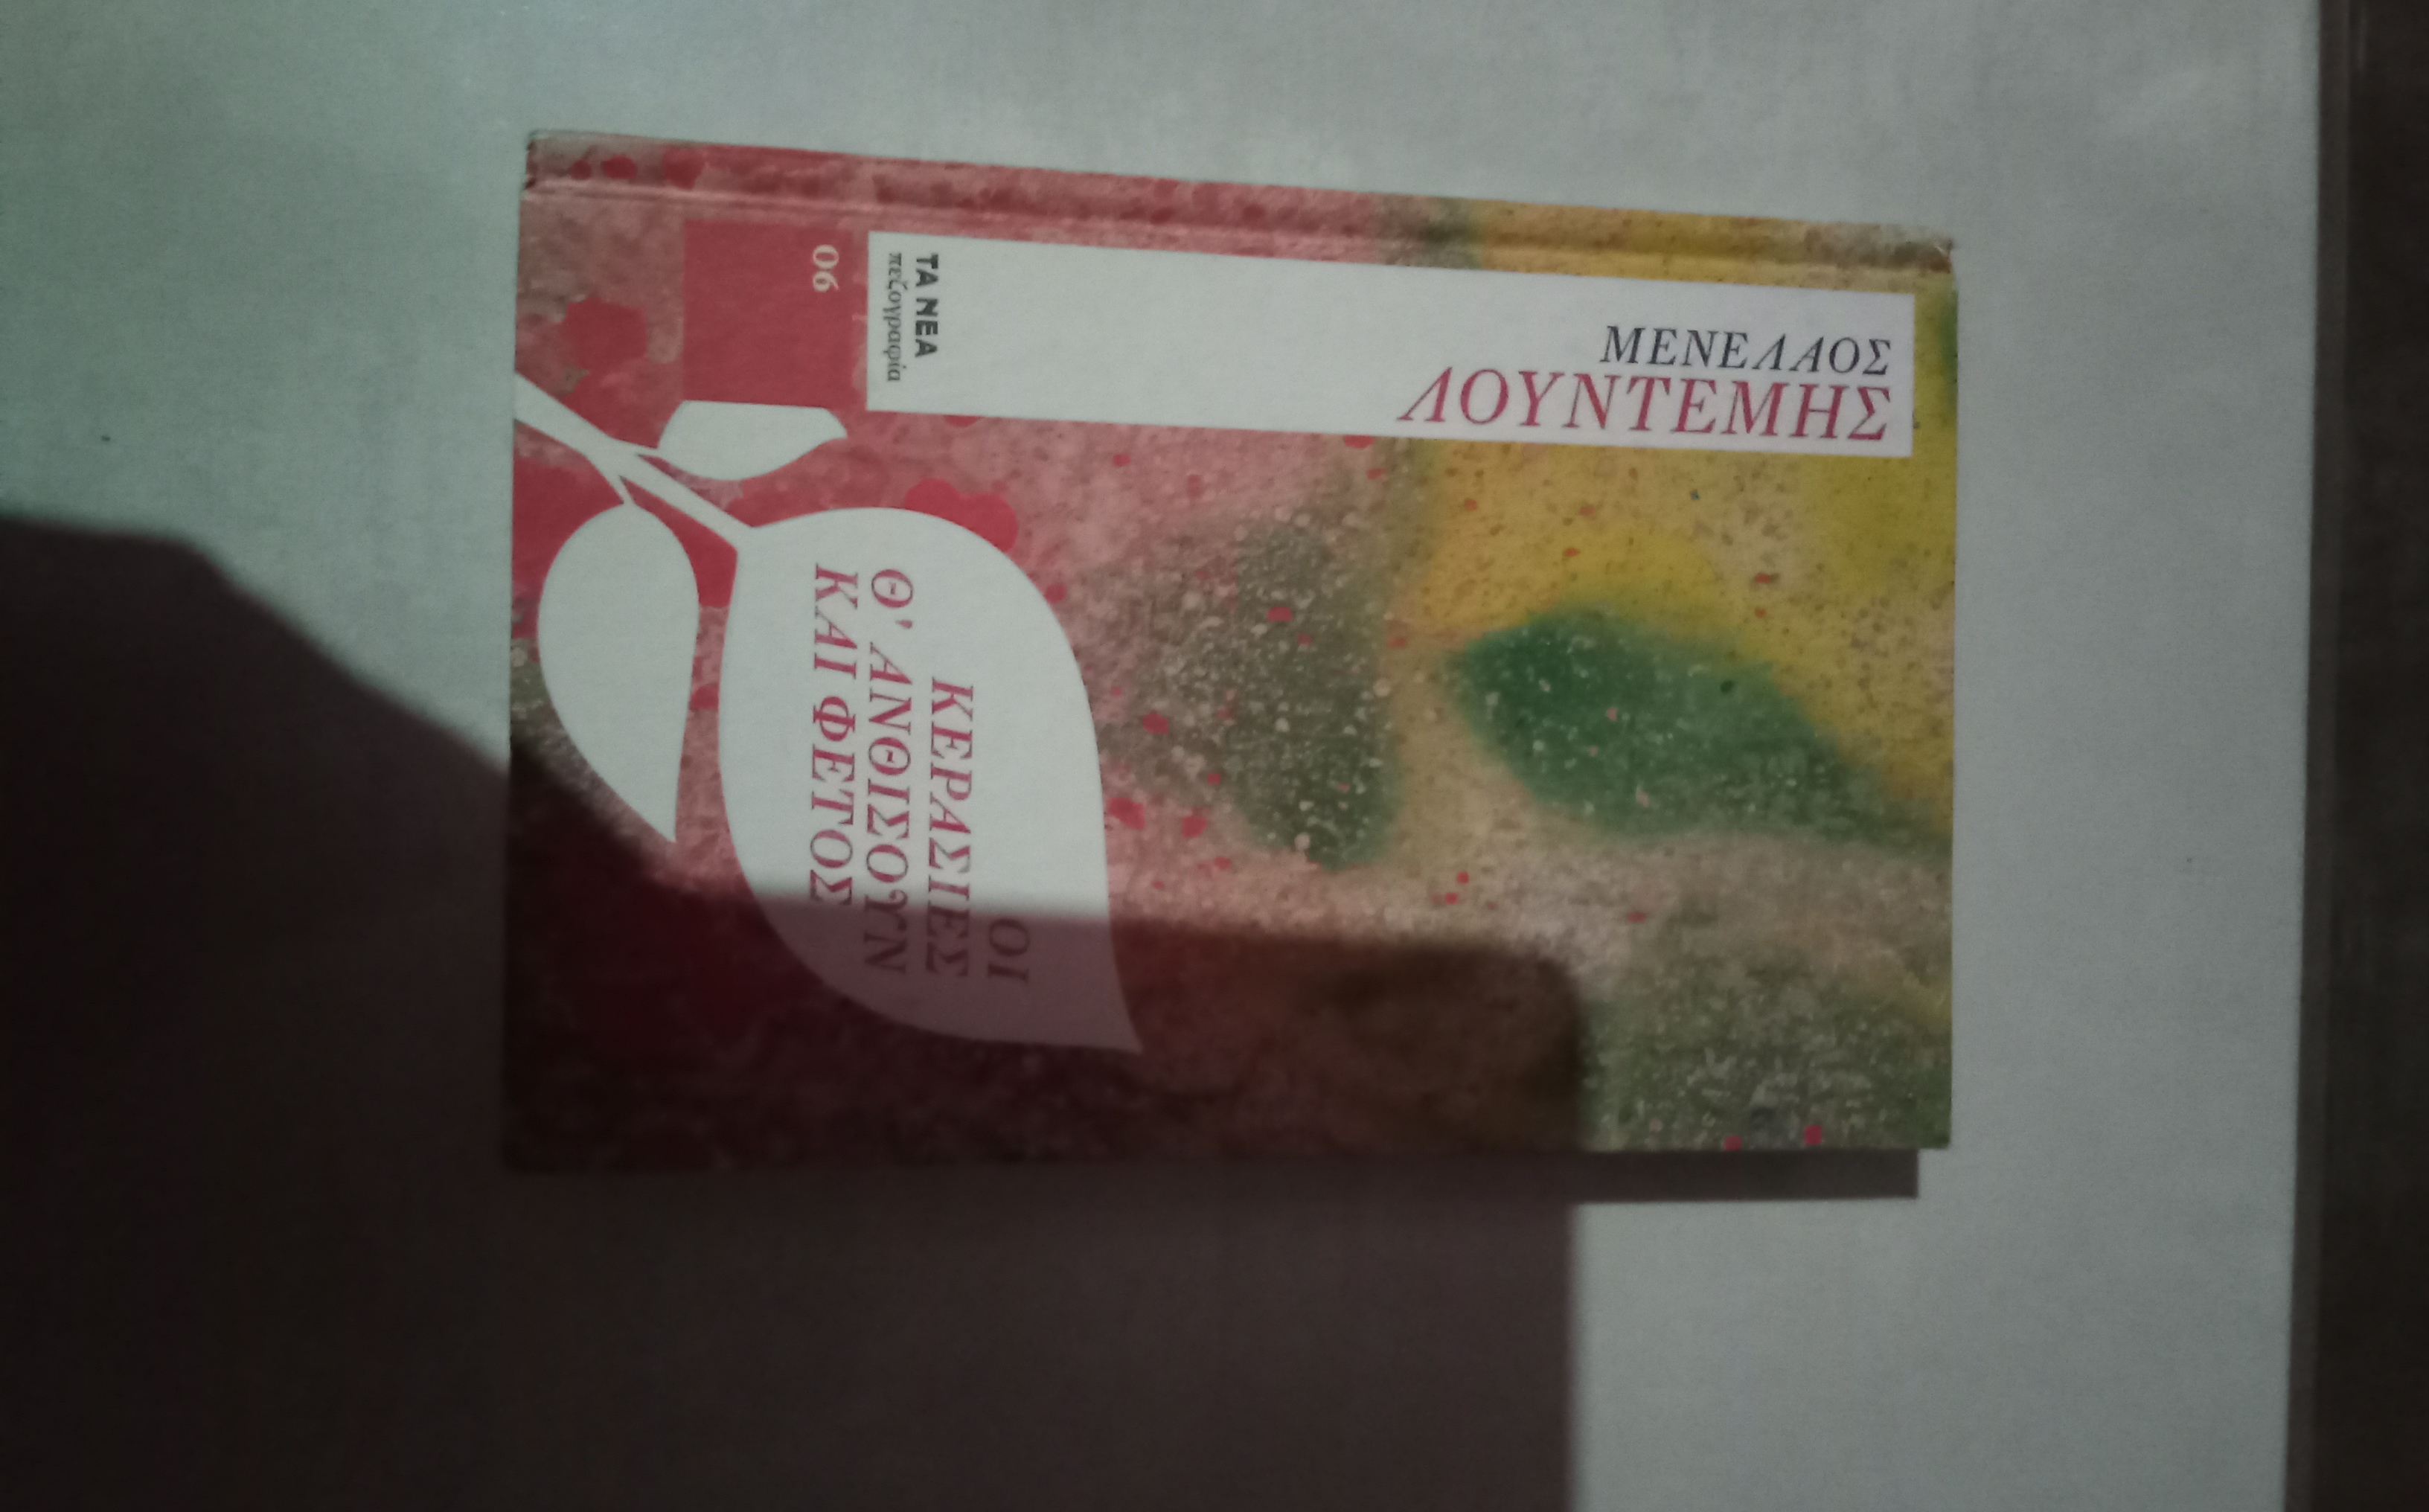 ΜΕΝΕΛΑΟΣ
ΛΟΥΝΤΕΜΗΣ
ΤΑ ΝΕΑ
πεζογραφία
06
ΟΙ
ΚΕΡΑΣΙΕΣ
Θ' ΑΝΘΙΣΟΥΝ
ΚΑΙ ΦΕΤΟΣ